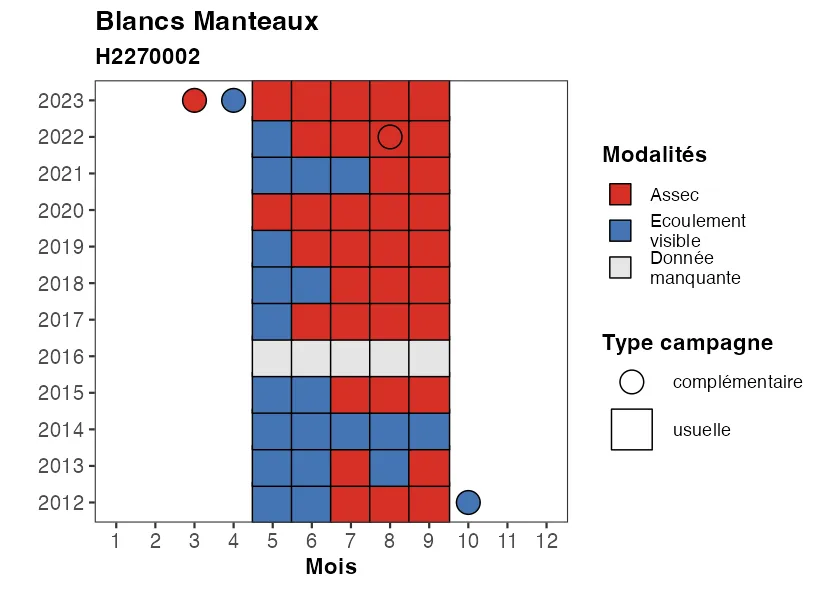 Blancs Manteaux
H2270002
2023
2022
2021
2020
2019
2018
2017
2016
2015
2014
2013
2012
1 2 3 4 5 6 7 8 9 10 11 12
Mois
Modalités
Assec
Ecoulement
visible
Donnée
manquante
Type campagne
complémentaire
usuelle